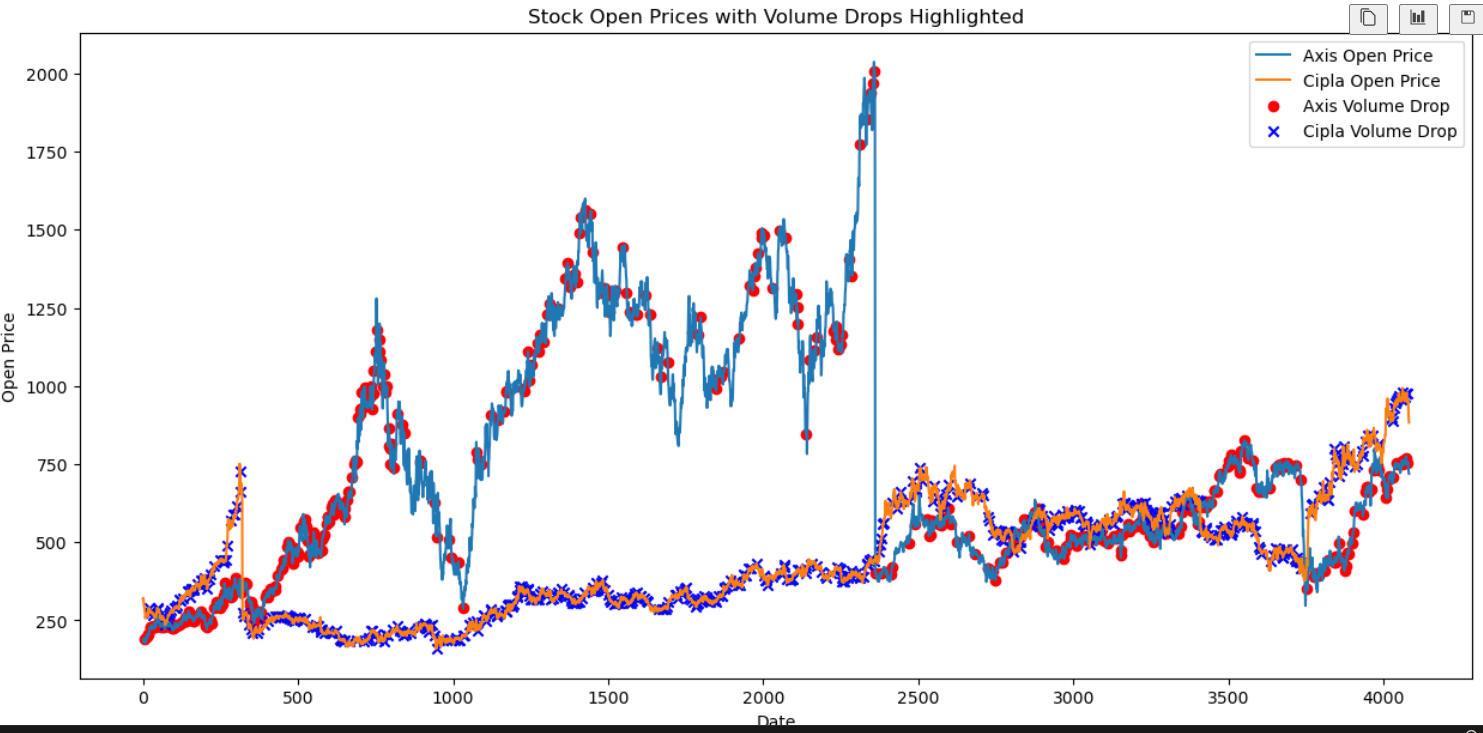 Stock Open Prices with Volume Drops Highlighted
Axis Open Price
Cipla Open Price
Axis Volume Drop
Cipla Volume Drop
Open Price
2000
1750
1500
1250
1000
750
500
250
0 500 1000 1500 2000 2500 3000 3500 4000
Date